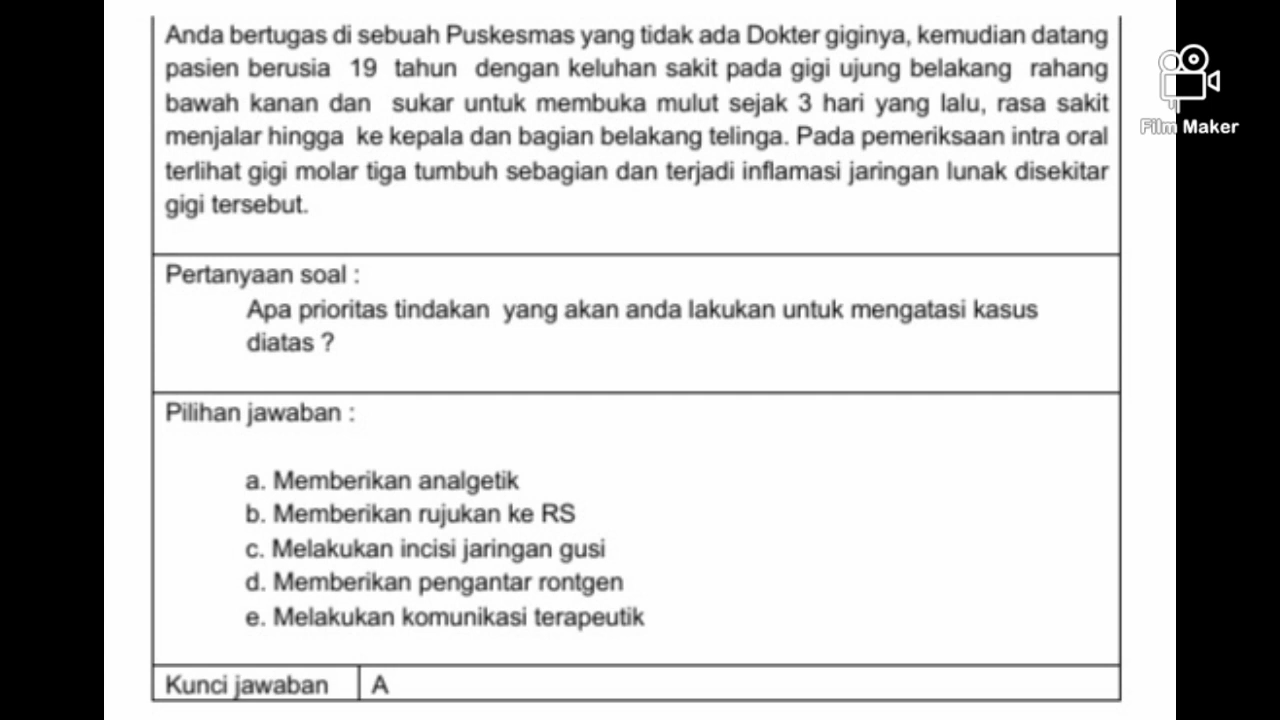 Anda bertugas di sebuah Puskesmas yang tidak ada Dokter giginya, kemudian datang
pasien berusia 19 tahun dengan keluhan sakit pada gigi ujung belakang rahang
bawah kanan dan sukar untuk membuka mulut sejak 3 hari yang lalu, rasa sakit
menjalar hingga ke kepala dan bagian belakang telinga. Pada pemeriksaan intra oral
terlihat gigi molar tiga tumbuh sebagian dan terjadi inflamasi jaringan lunak disekitar
gigi tersebut.
Pertanyaan soal :
Apa prioritas tindakan yang akan anda lakukan untuk mengatasi kasus
diatas ?
Pilihan jawaban :
a. Memberikan analgetik
b. Memberikan rujukan ke RS
c. Melakukan incisi jaringan gusi
d. Memberikan pengantar rontgen
e. Melakukan komunikasi terapeutik
Kunci jawaban A
Film Maker